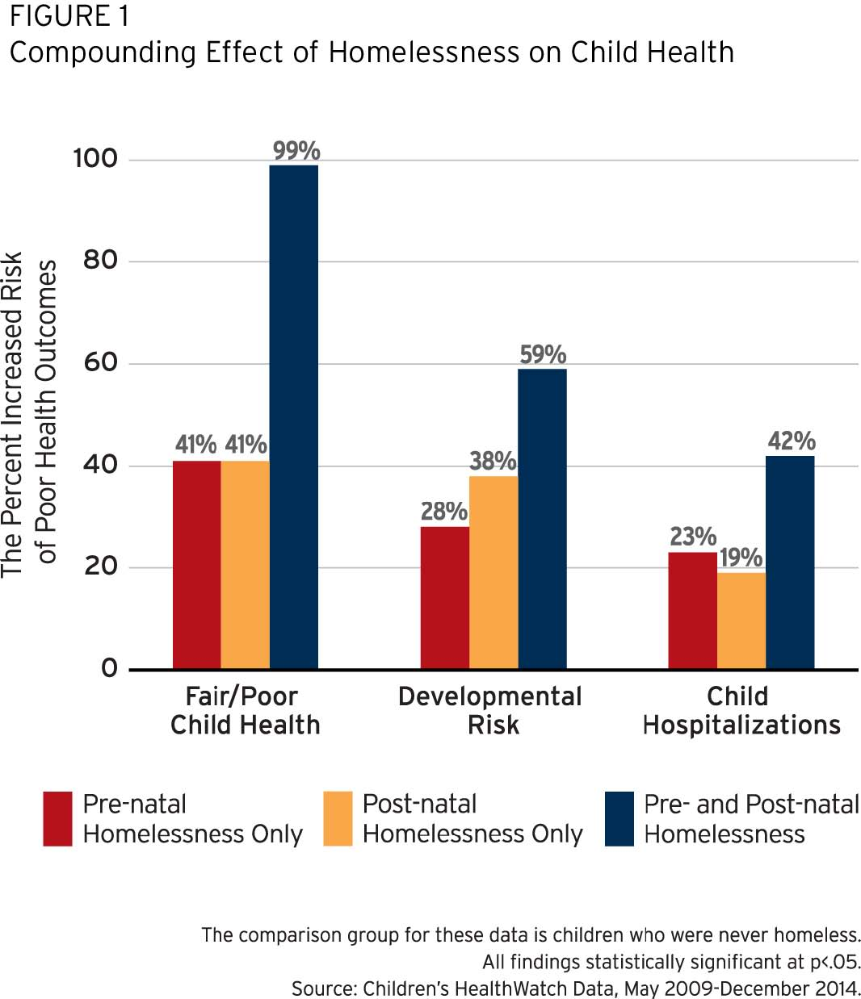 FIGURE 1
Compounding Effect of Homelessness on Child Health
The Percent Increased Risk
of Poor Health Outcomes
100
80
60
40
20
0
41%
41%
99%
28%
38%
59%
23%
19%
42%
Fair/Poor
Child Health
Developmental
Risk
Child
Hospitalizations
Pre-natal
Homelessness Only
Post-natal
Homelessness Only
Pre- and Post-natal
Homelessness
The comparison group for these data is children who were never homeless.
All findings statistically significant at p<.05.
Source: Children’s HealthWatch Data, May 2009-December 2014.